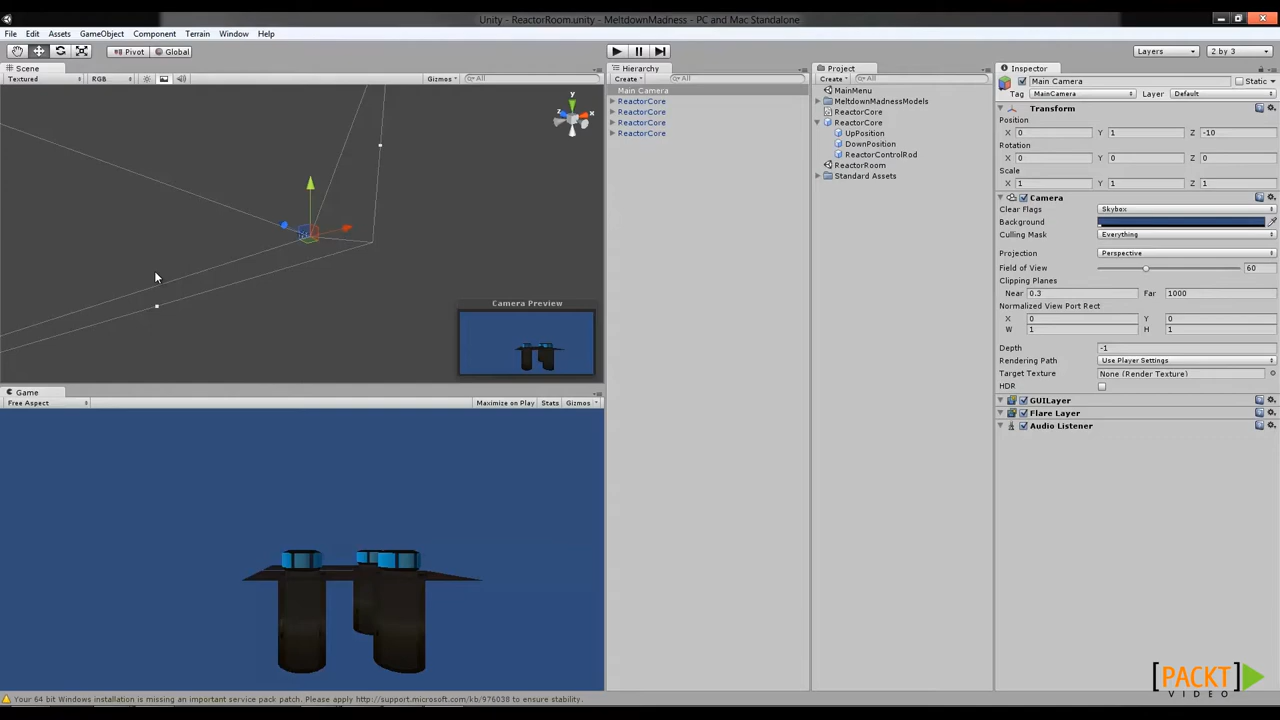 Unity - ReactorRoom.unity - MeltdownMadness - PC and Mac Standalone
File Edit Assets GameObject Component Terrain Window Help
Pivot Global Layers 2 by 3
Scene
Textured RGB Gizmos All
y
z
x
Camera Preview
Game
Free Aspect Maximize on Play Stats Gizmos
Hierarchy
Create All
Main Camera
ReactorCore
ReactorCore
ReactorCore
ReactorCore
Project
Create All
MainMenu
MeltdownMadnessModels
ReactorCore
ReactorCore
UpPosition
DownPosition
ReactorControlRod
ReactorRoom
Standard Assets
Inspector
Main Camera Static
Tag MainCamera Layer Default
Transform
Position
X 0 Y 1 Z -10
Rotation
X 0 Y 0 Z 0
Scale
X 1 Y 1 Z 1
Camera
Clear Flags Skybox
Background
Culling Mask Everything
Projection Perspective
Field of View 60
Clipping Planes
Near 0.3 Far 1000
Normalized View Port Rect
X 0 Y 0
W 1 H 1
Depth -1
Rendering Path Use Player Settings
Target Texture None (Render Texture)
HDR
GUILayer
Flare Layer
Audio Listener
Your 64 bit Windows installation is missing an important service pack patch. Please apply http://support.microsoft.com/kb/976038 to ensure stability.
[PACKT]
VIDEO